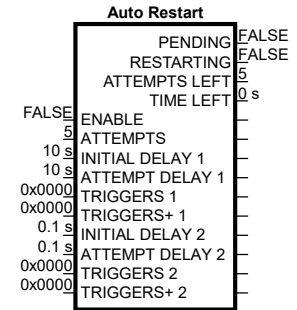 Auto Restart
PENDING FALSE
RESTARTING FALSE
ATTEMPTS LEFT 5
TIME LEFT 0 s
FALSE ENABLE
5 ATTEMPTS
10 s INITIAL DELAY 1
10 s ATTEMPT DELAY 1
0x0000 TRIGGERS 1
0x0000 TRIGGERS+ 1
0.1 s INITIAL DELAY 2
0.1 s ATTEMPT DELAY 2
0x0000 TRIGGERS 2
0x0000 TRIGGERS+ 2